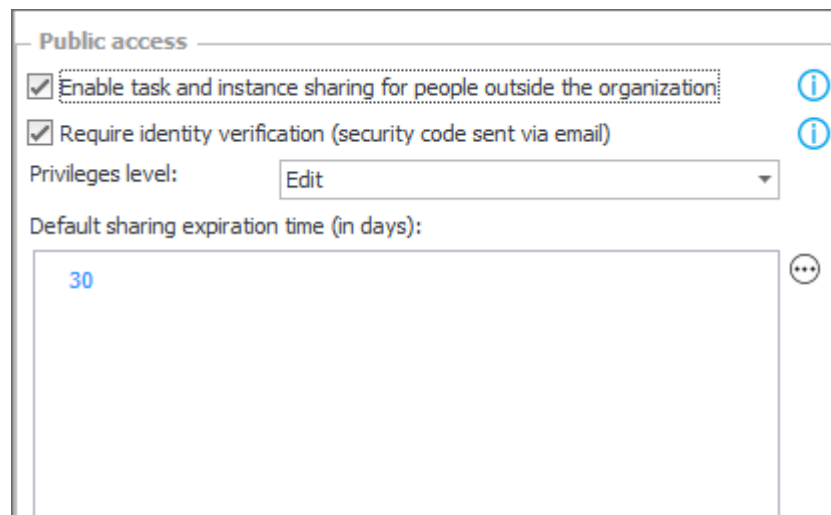 Public access
Enable task and instance sharing for people outside the organization
Require identity verification (security code sent via email)
Privileges level:
Edit
Default sharing expiration time (in days):
30